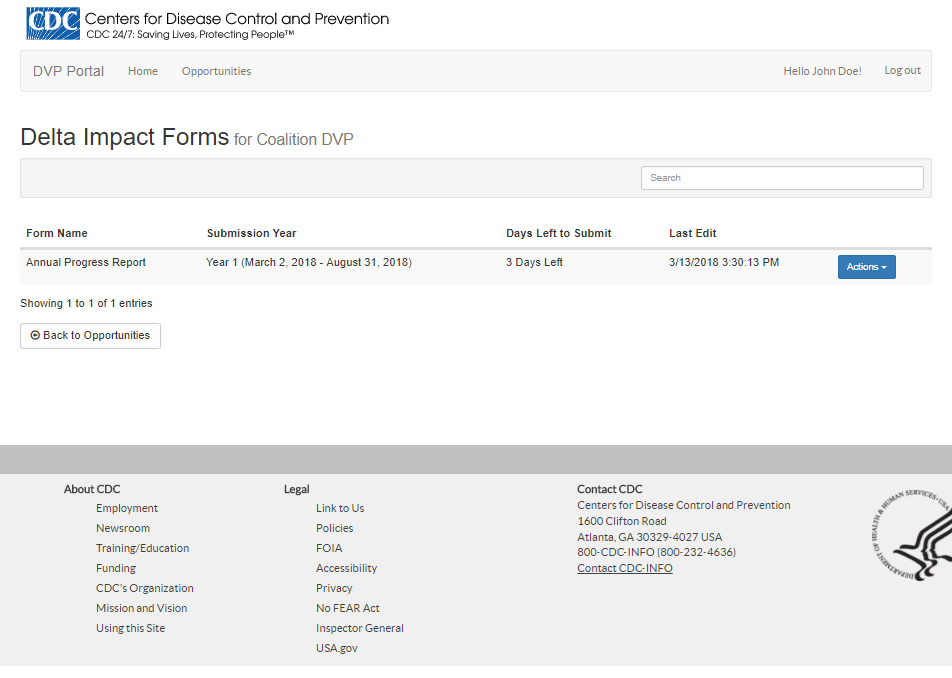 CDC Centers for Disease Control and Prevention
CDC 24/7: Saving Lives, Protecting People™
DVP Portal Home Opportunities Hello John Doe! Log out
Delta Impact Forms for Coalition DVP
Search
Form Name Submission Year Days Left to Submit Last Edit
Annual Progress Report Year 1 (March 2, 2018 - August 31, 2018) 3 Days Left 3/13/2018 3:30:13 PM Actions
Showing 1 to 1 of 1 entries
Back to Opportunities
About CDC
Employment
Newsroom
Training/Education
Funding
CDC's Organization
Mission and Vision
Using this Site
Legal
Link to Us
Policies
FOIA
Accessibility
Privacy
No FEAR Act
Inspector General
USA.gov
Contact CDC
Centers for Disease Control and Prevention
1600 Clifton Road
Atlanta, GA 30329-4027 USA
800-CDC-INFO (800-232-4636)
Contact CDC-INFO
DEPARTMENT OF HEALTH & HUMAN SERVICES•USA